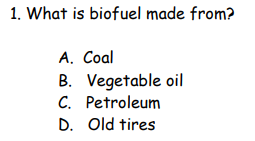 1. What is biofuel made from?
A. Coal
B. Vegetable oil
C. Petroleum
D. Old tires